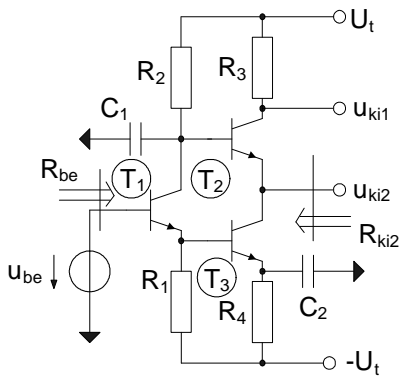 U_t
R_2
R_3
C_1
u_ki1
R_be
T_1
T_2
u_ki2
R_ki2
u_be
R_1
T_3
R_4
C_2
-U_t